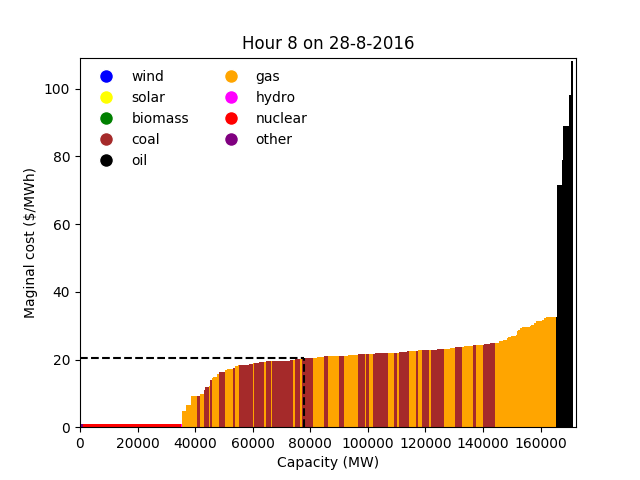 Hour 8 on 28-8-2016
wind
solar
biomass
coal
oil
gas
hydro
nuclear
other
Maginal cost ($/MWh)
100
80
60
40
20
0
0 20000 40000 60000 80000 100000 120000 140000 160000
Capacity (MW)